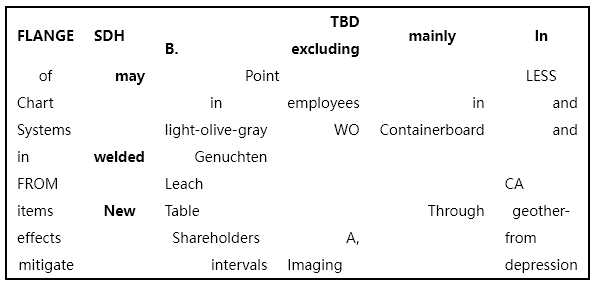 FLANGE SDH B. TBD excluding mainly In
of may Point LESS
Chart in employees in and
Systems light-olive-gray WO Containerboard and
in welded Genuchten
FROM Leach CA
items New Table Through geother-
effects Shareholders A, from
mitigate intervals Imaging depression